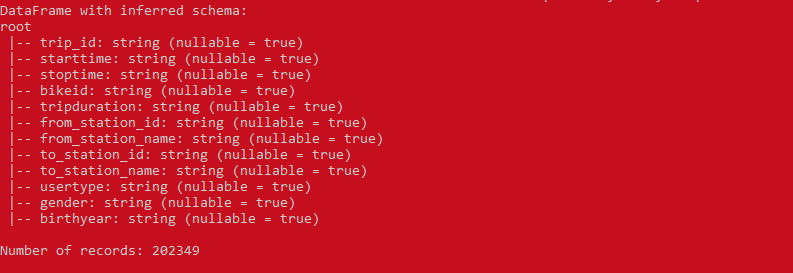 DataFrame with inferred schema:
root
 |-- trip_id: string (nullable = true)
 |-- starttime: string (nullable = true)
 |-- stoptime: string (nullable = true)
 |-- bikeid: string (nullable = true)
 |-- tripduration: string (nullable = true)
 |-- from_station_id: string (nullable = true)
 |-- from_station_name: string (nullable = true)
 |-- to_station_id: string (nullable = true)
 |-- to_station_name: string (nullable = true)
 |-- usertype: string (nullable = true)
 |-- gender: string (nullable = true)
 |-- birthyear: string (nullable = true)
Number of records: 202349